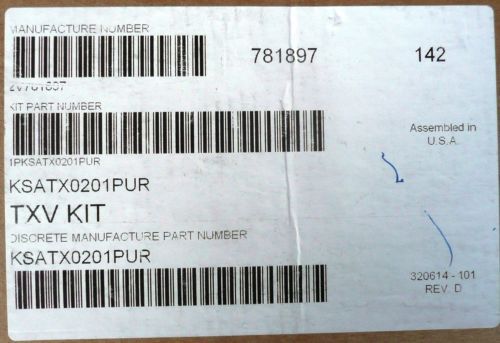 MANUFACTURE NUMBER
781897
142
2V781897
KIT PART NUMBER
Assembled in
U.S.A.
1PKSATX0201PUR
KSATX0201PUR
TXV KIT
DISCRETE MANUFACTURE PART NUMBER
KSATX0201PUR
320614 - 101
REV. D